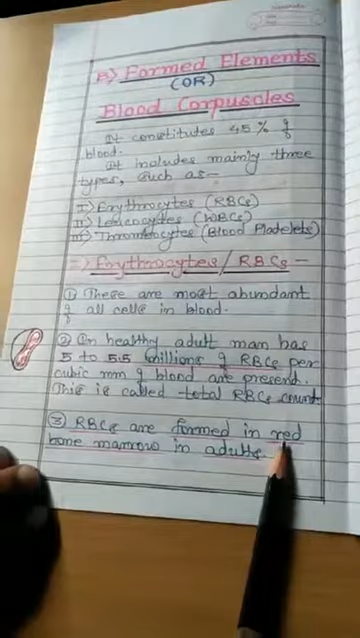 B) Formed Elements
(OR)
Blood Corpuscles
It constitutes 45% of
blood.
It includes mainly three
types, such as—
I) Erythrocytes (RBCs)
II) Leucocytes (WBCs)
III) Thrombocytes (Blood Platelets)
I) Erythrocytes/RBCs —
① These are most abundant
of all cells in blood.
② In healthy adult man has
5 to 5.5 millions of RBCs per
cubic mm of blood are present.
This is called total RBCs count
③ RBCs are formed in red
bone marrow in adults.